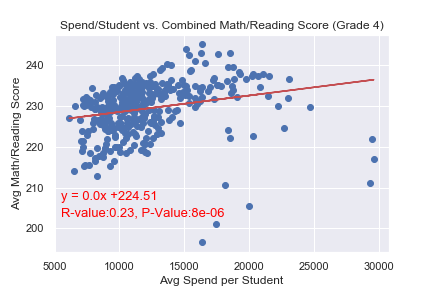 Spend/Student vs. Combined Math/Reading Score (Grade 4)
Avg Math/Reading Score
240
230
220
210
200
y = 0.0x +224.51
R-value:0.23, P-Value:8e-06
5000 10000 15000 20000 25000 30000
Avg Spend per Student